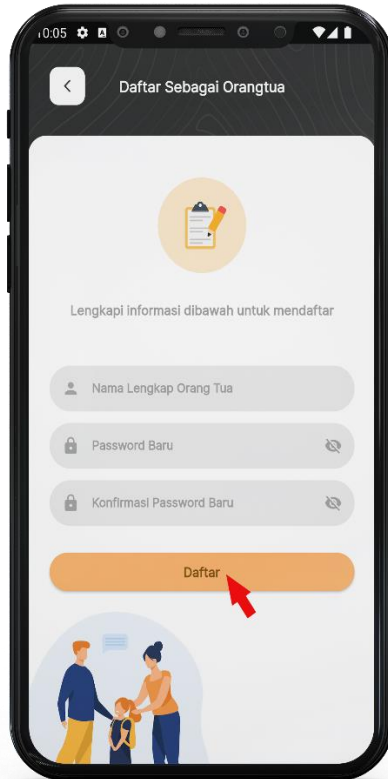 10:05
Daftar Sebagai Orangtua
Lengkapi informasi dibawah untuk mendaftar
Nama Lengkap Orang Tua
Password Baru
Konfirmasi Password Baru
Daftar